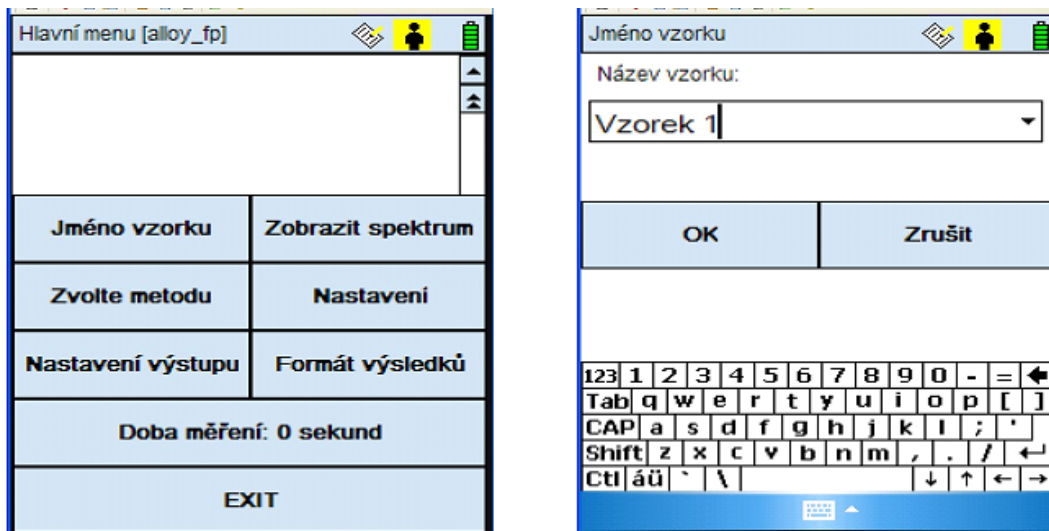 Hlavní menu [alloy_fp]
Jméno vzorku
Zobrazit spektrum
Zvolte metodu
Nastavení
Nastavení výstupu
Formát výsledků
Doba měření: 0 sekund
EXIT
Jméno vzorku
Název vzorku:
Vzorek 1
OK
Zrušit
123 1 2 3 4 5 6 7 8 9 0 - =
Tab q w e r t y u i o p [ ]
CAP a s d f g h j k l ; '
Shift z x c v b n m , . /
Ctl áü ` \